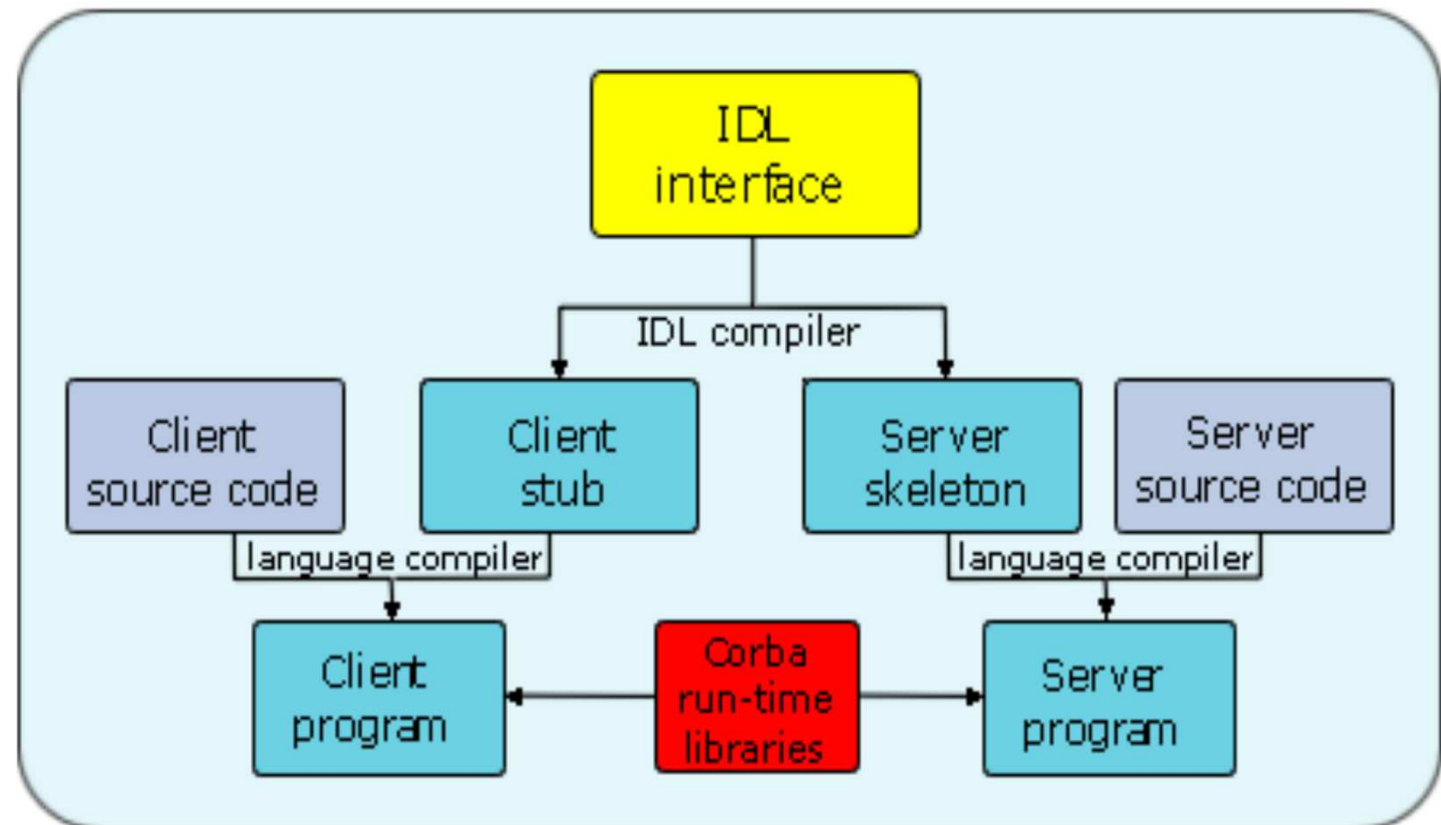 IDL
interface
IDL compiler
Client
source code
Client
stub
Server
skeleton
Server
source code
language compiler
language compiler
Client
program
Corba
run-time
libraries
Server
program